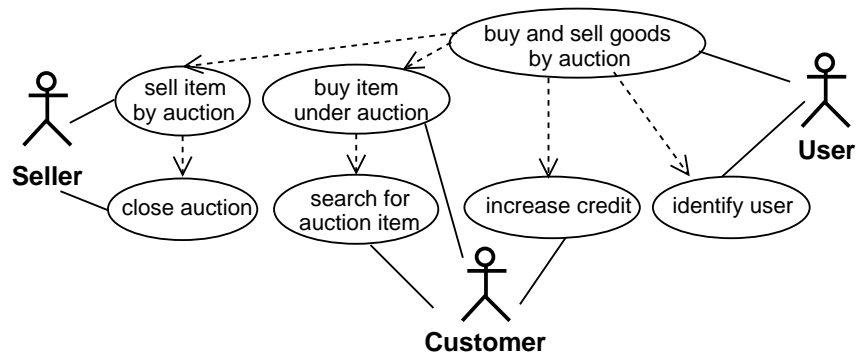 buy and sell goods
by auction
sell item
by auction
buy item
under auction
Seller
User
close auction
search for
auction item
increase credit
identify user
Customer